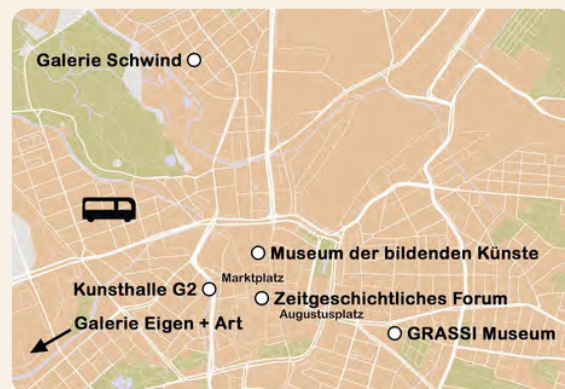 Galerie Schwind
Museum der bildenden Künste
Marktplatz
Kunsthalle G2
Zeitgeschichtliches Forum
Augustusplatz
Galerie Eigen + Art
GRASSI Museum